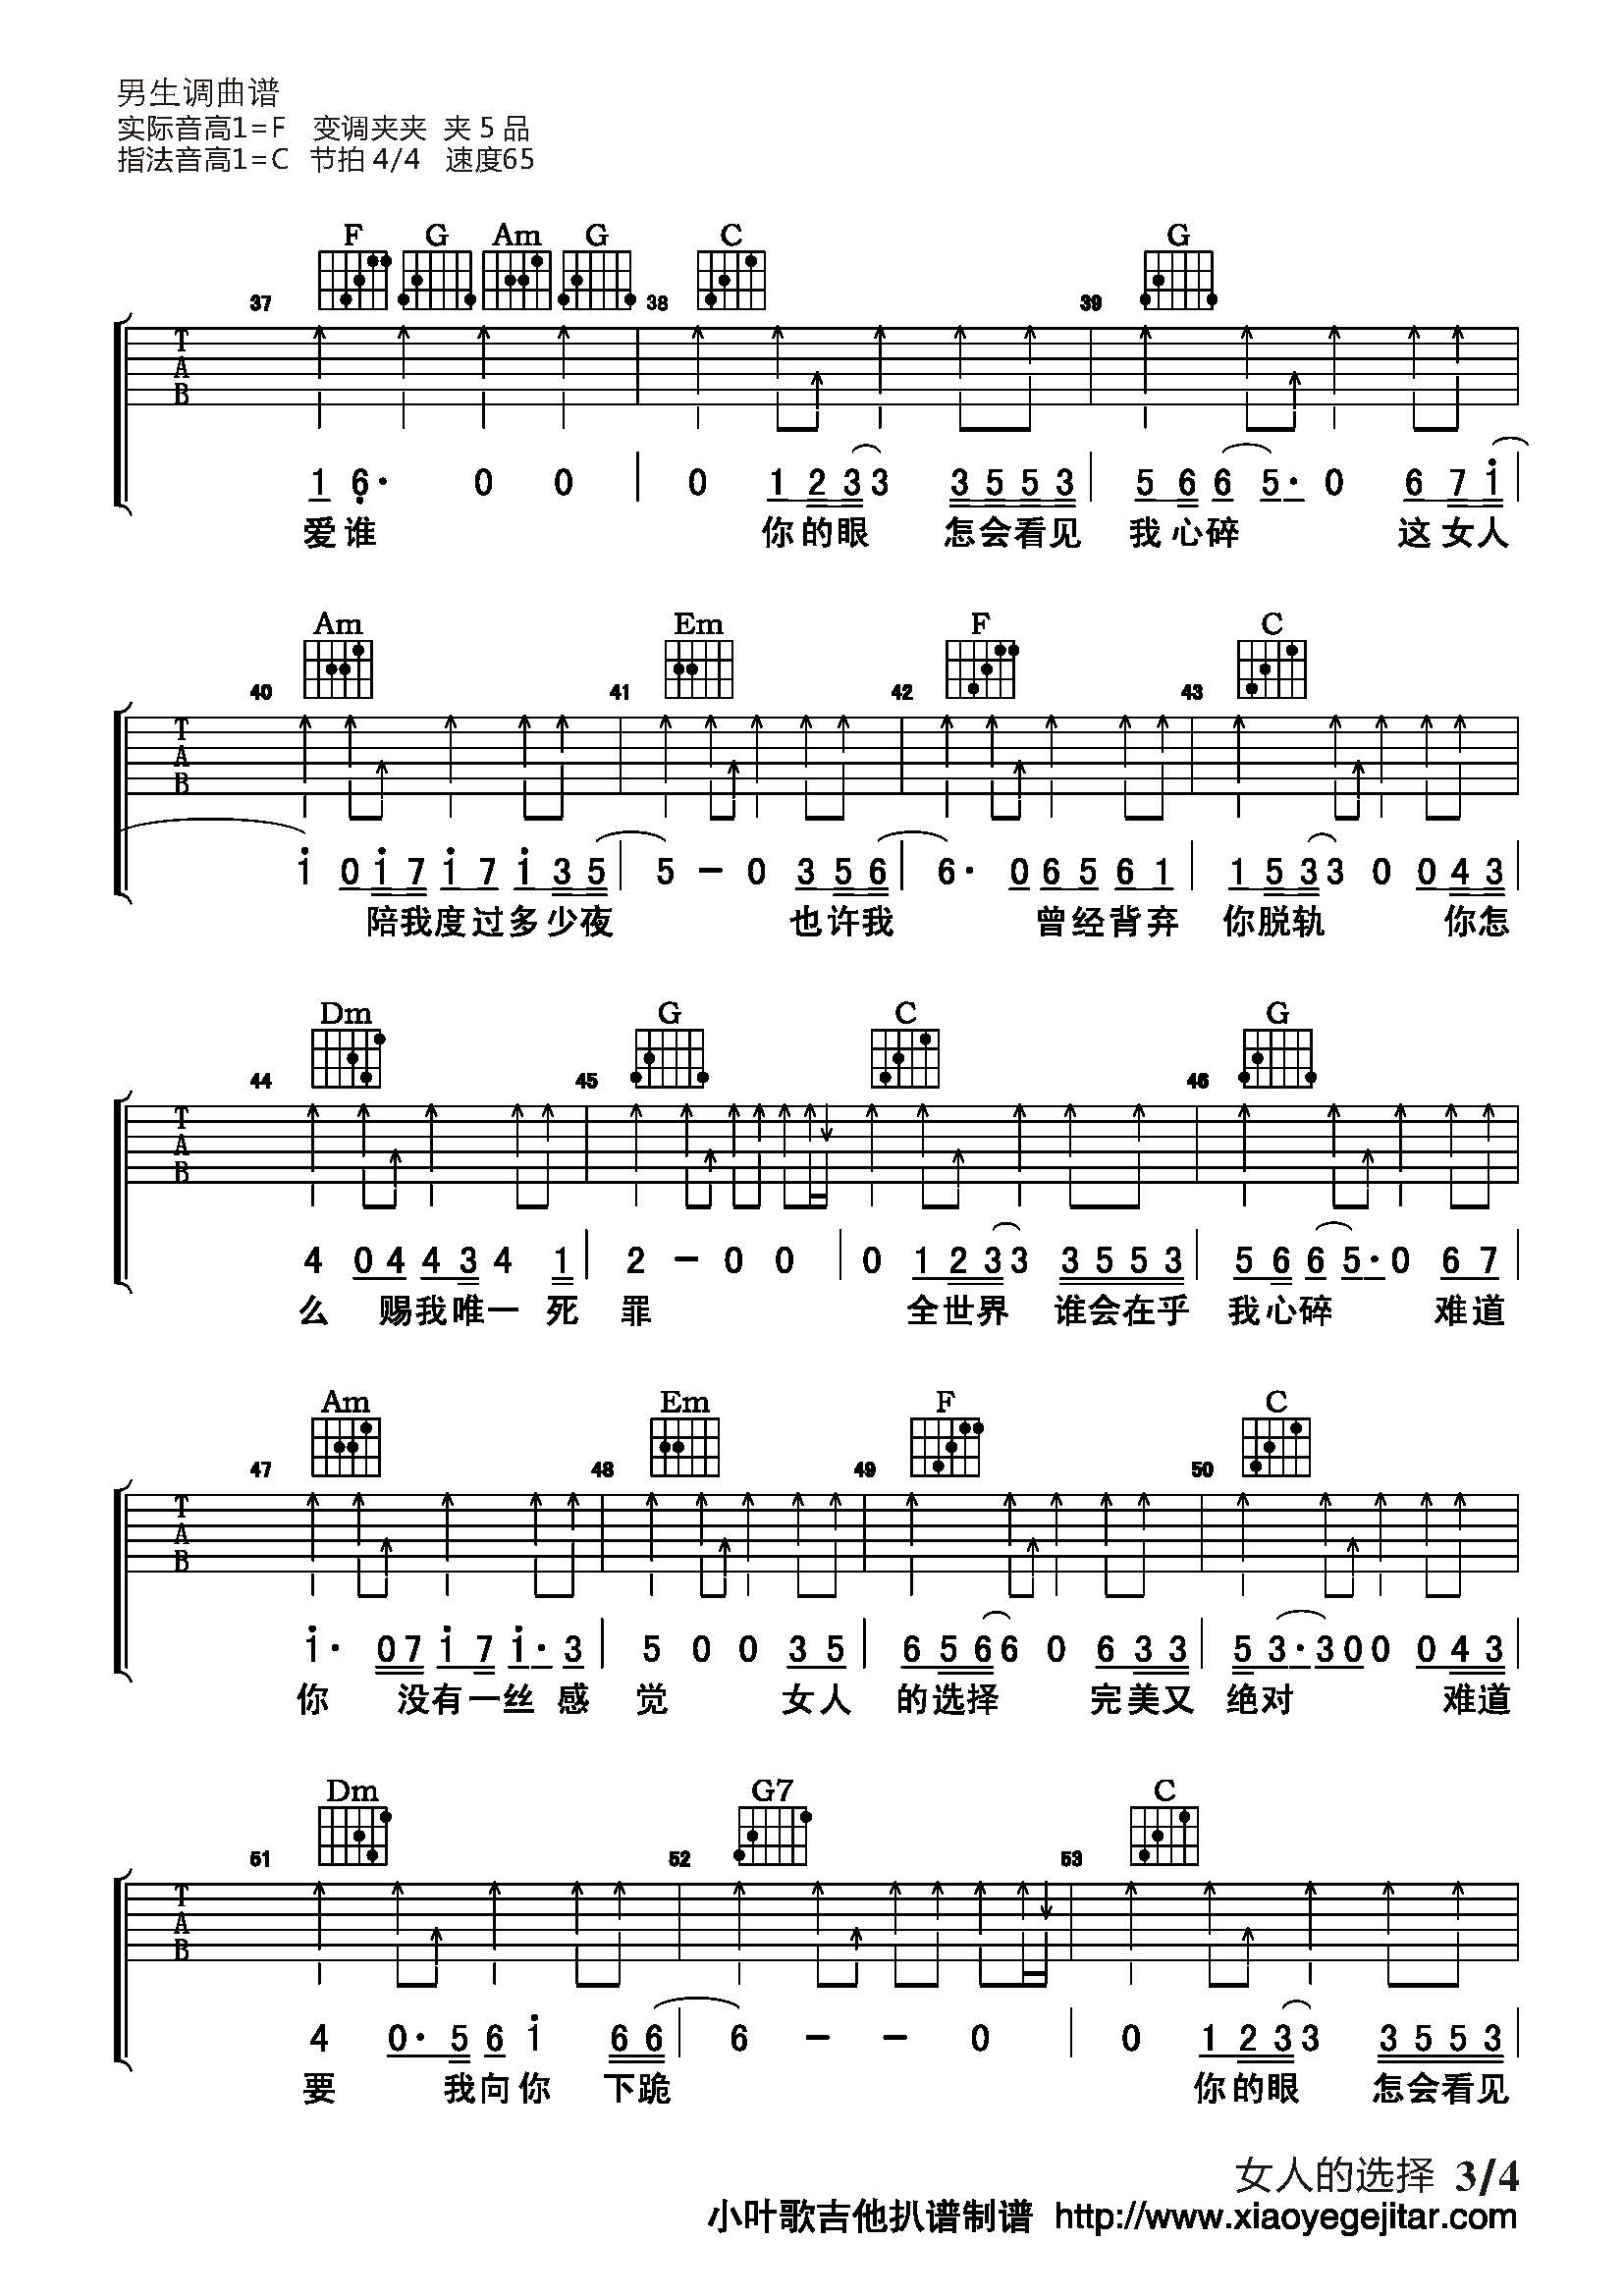 男生调曲谱
实际音高1=F 变调夹夹 夹 5 品
指法音高1=C 节拍 4/4 速度65
F G Am G C G
37 38 39
T
A
B
1 6· 0 0 | 0 1 2 3 3 3 5 5 3 | 5 6 6 5· 0 6 7 i |
爱谁 你的眼 怎会看见 我心碎 这女人
Am Em F C
40 41 42 43
T
A
B
i 0 i 7 i 7 i 3 5 | 5 – 0 3 5 6 | 6· 0 6 5 6 1 | 1 5 3 3 0 0 4 3 |
陪我度过多少夜 也许我 曾经背弃 你脱轨 你怎
Dm G C G
44 45 46
T
A
B
4 0 4 4 3 4 1 | 2 – 0 0 | 0 1 2 3 3 3 5 5 3 | 5 6 6 5· 0 6 7 |
么 赐我唯一 死 罪 全世界 谁会在乎 我心碎 难道
Am Em F C
47 48 49 50
T
A
B
i· 0 7 i 7 i· 3 | 5 0 0 3 5 | 6 5 6 6 0 6 3 3 | 5 3· 3 0 0 0 4 3 |
你 没有一丝 感 觉 女人 的选择 完美又 绝对 难道
Dm G7 C
51 52 53
T
A
B
4 0· 5 6 i 6 6 | 6 – – 0 | 0 1 2 3 3 3 5 5 3 |
要 我向你 下跪 你的眼 怎会看见
女人的选择 3/4
小叶歌吉他扒谱制谱 http://www.xiaoyegejitar.com